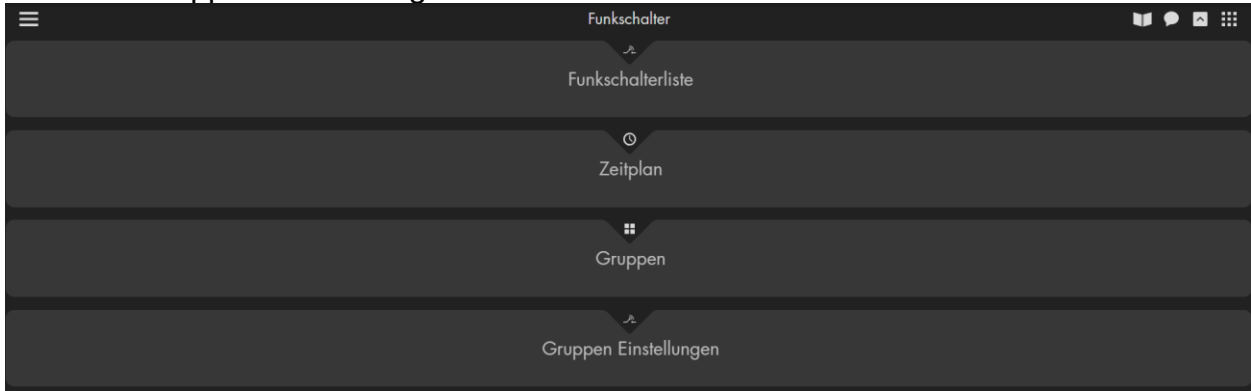 Funkschalter
Funkschalterliste
Zeitplan
Gruppen
Gruppen Einstellungen